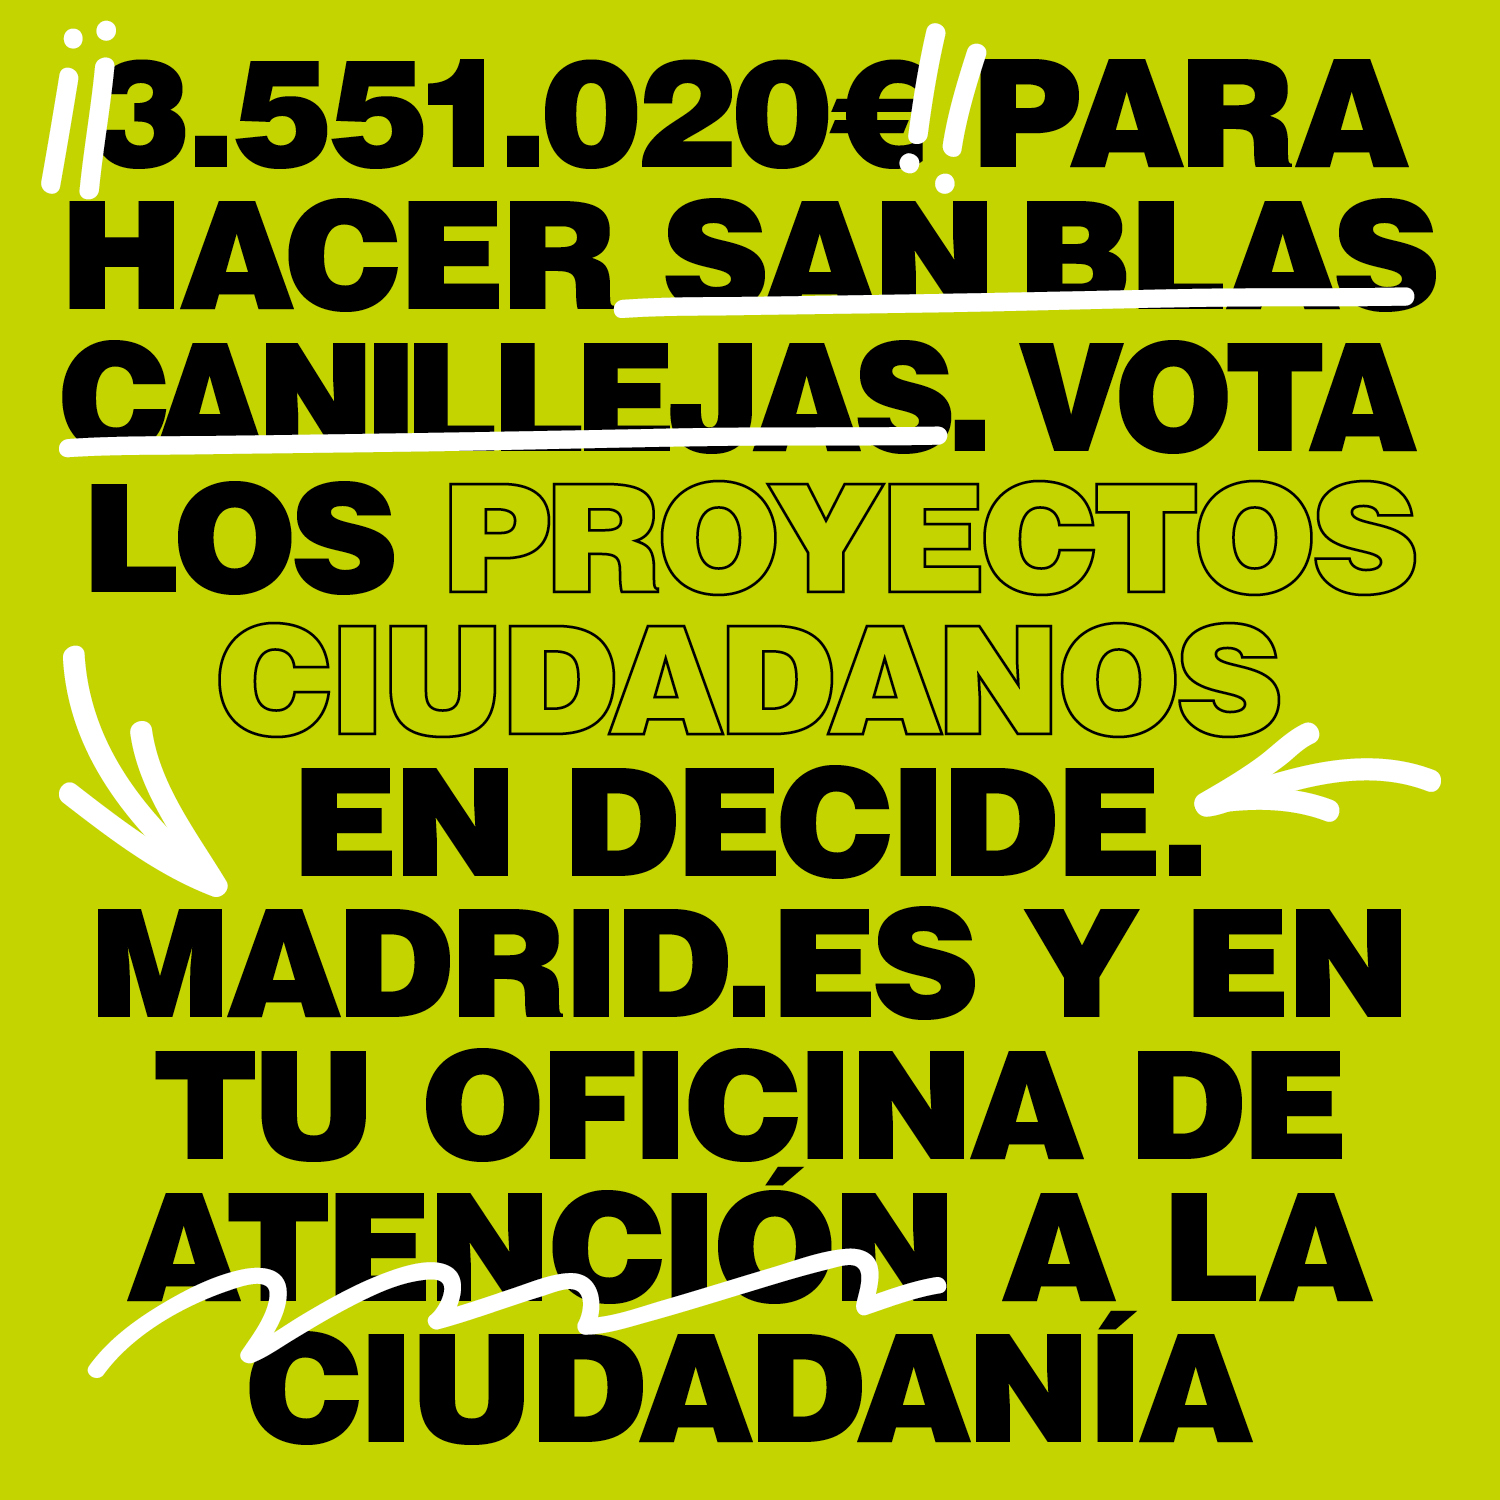 ¡¡3.551.020€!! PARA
HACER SAN BLAS
CANILLEJAS. VOTA
LOS PROYECTOS
CIUDADANOS
EN DECIDE.
MADRID.ES Y EN
TU OFICINA DE
ATENCIÓN A LA
CIUDADANÍA